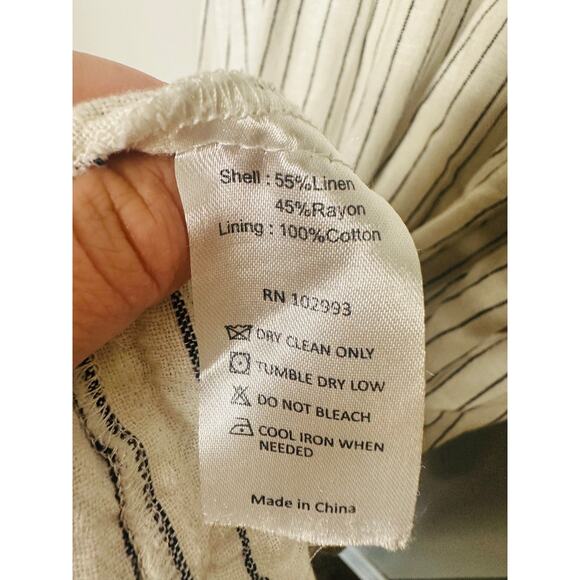 Shell : 55%Linen
45%Rayon
Lining : 100%Cotton
RN 102993
DRY CLEAN ONLY
TUMBLE DRY LOW
DO NOT BLEACH
COOL IRON WHEN
NEEDED
Made in China